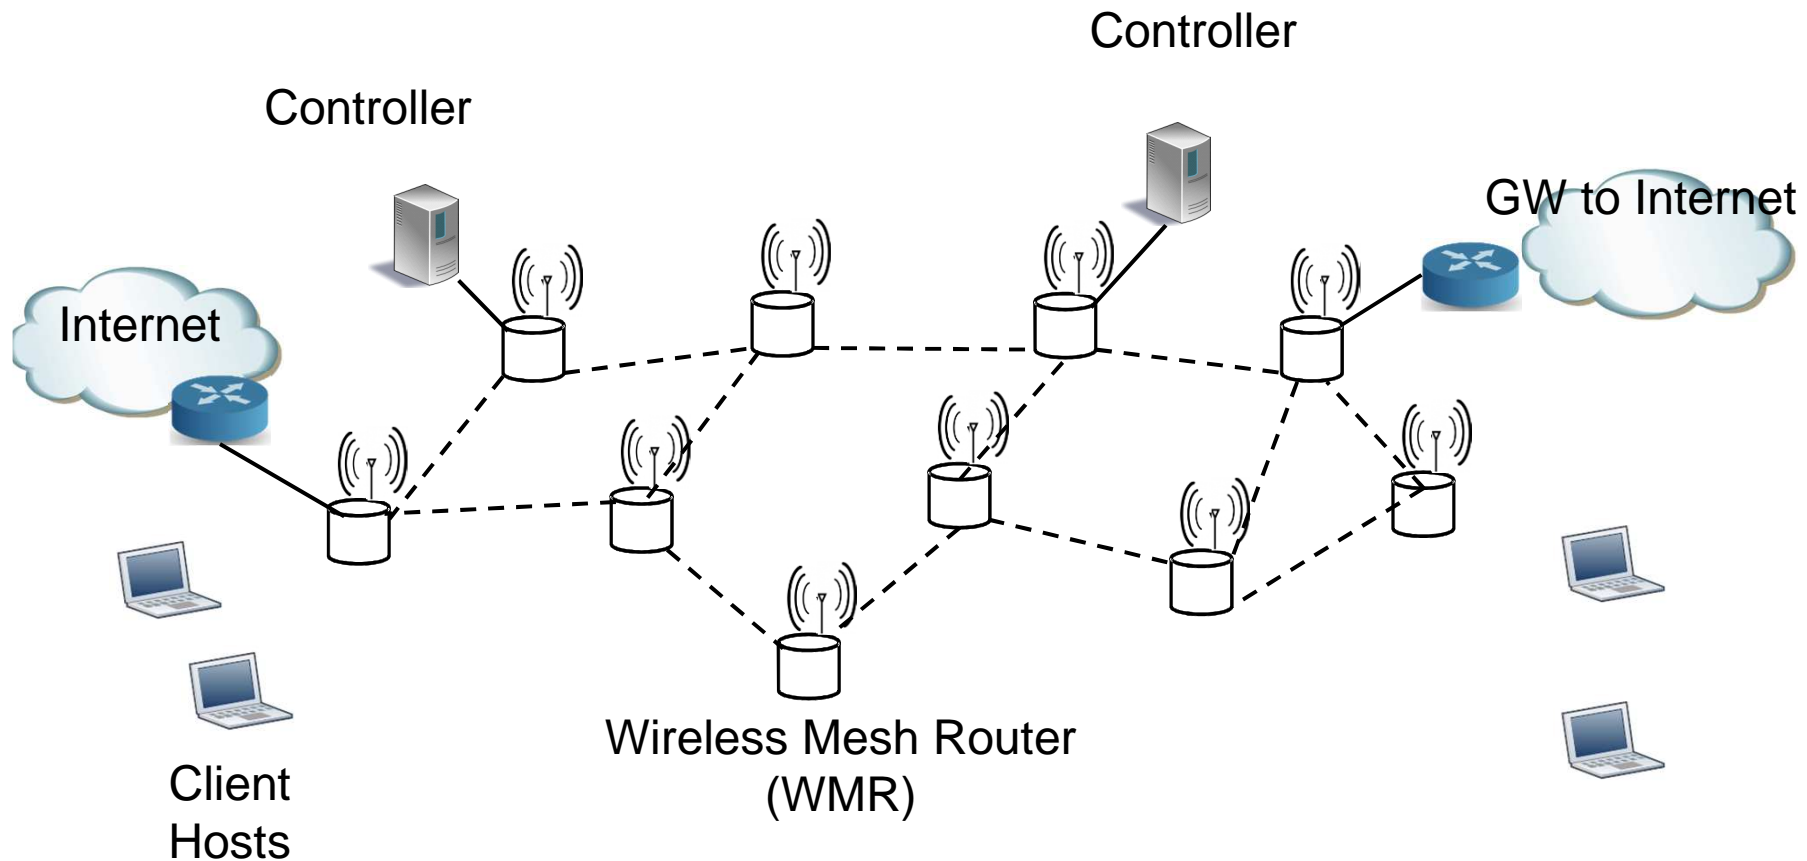 Controller
Controller
GW to Internet
Internet
Wireless Mesh Router
(WMR)
Client
Hosts